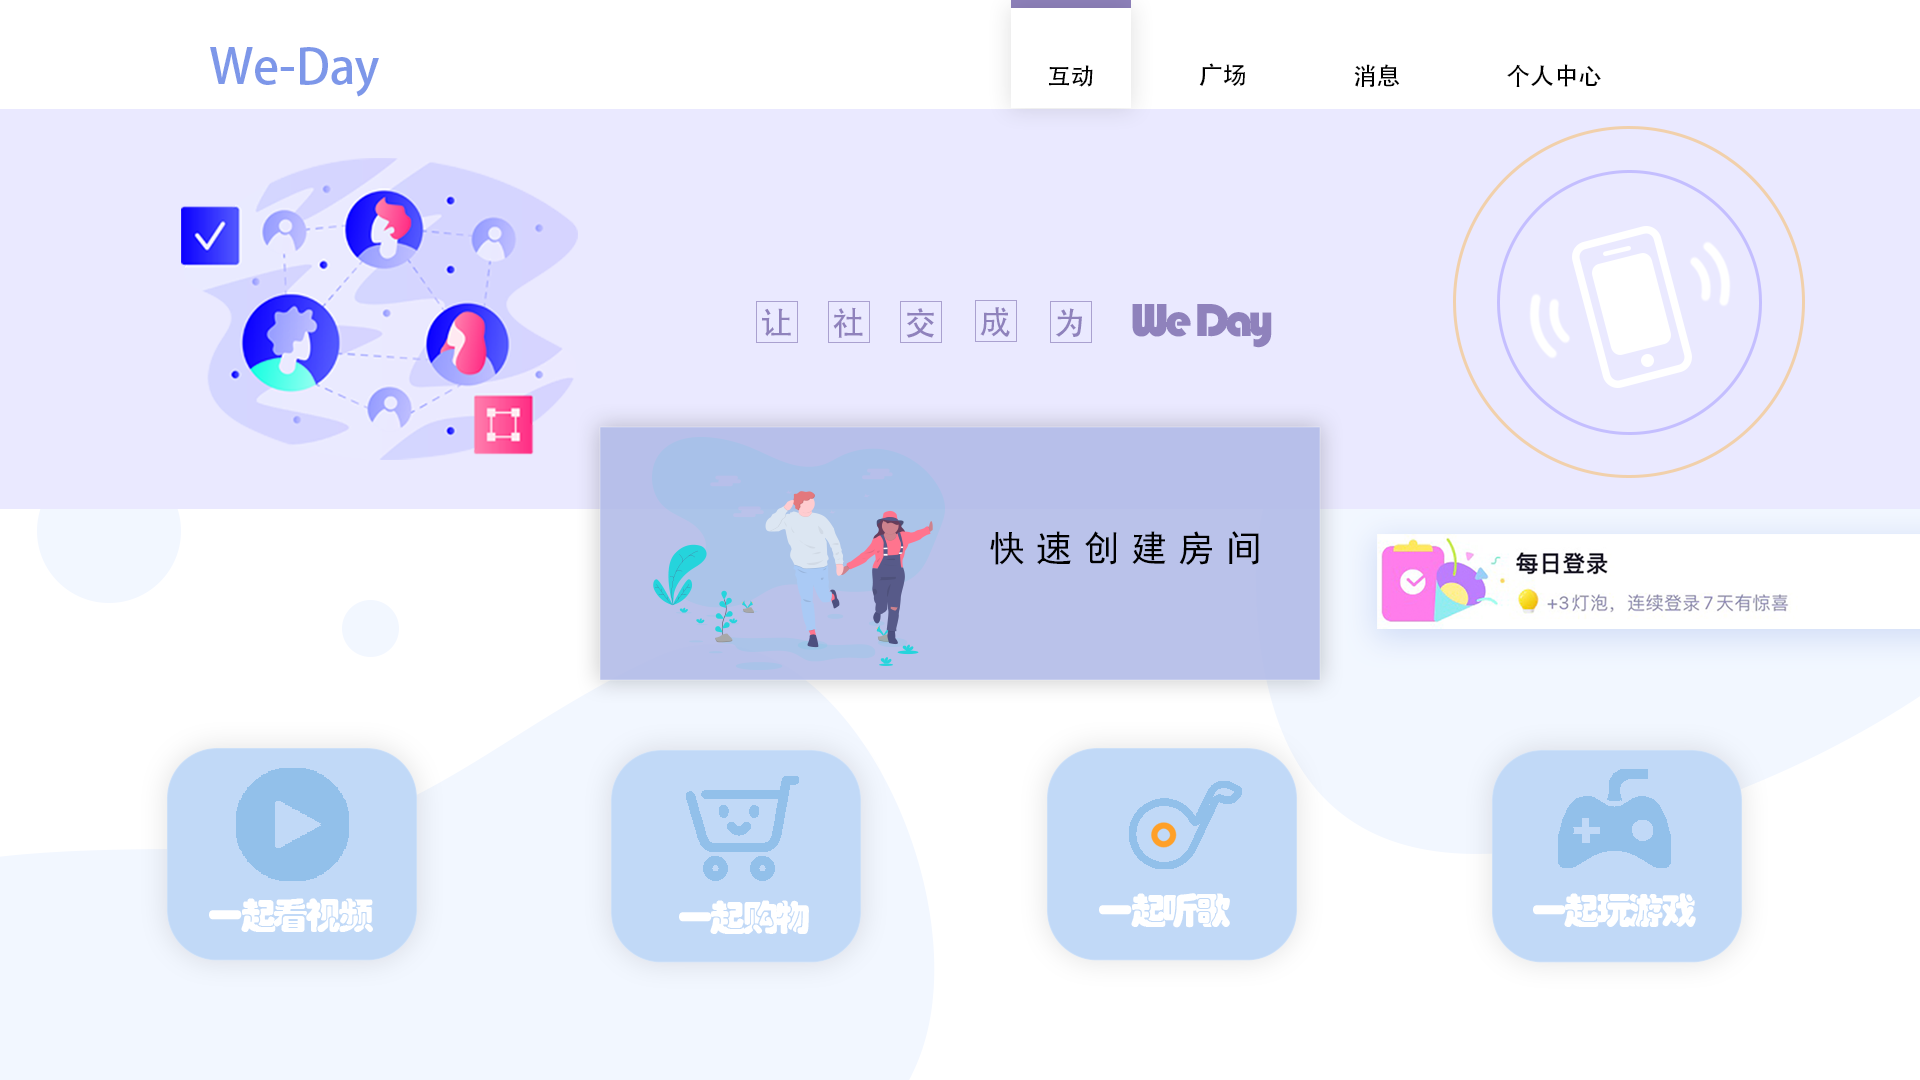 We-Day
互动 广场 消息 个人中心
让社交成为 We Day
快速创建房间
每日登录
+3灯泡，连续登录7天有惊喜
一起看视频
一起购物
一起听歌
一起玩游戏